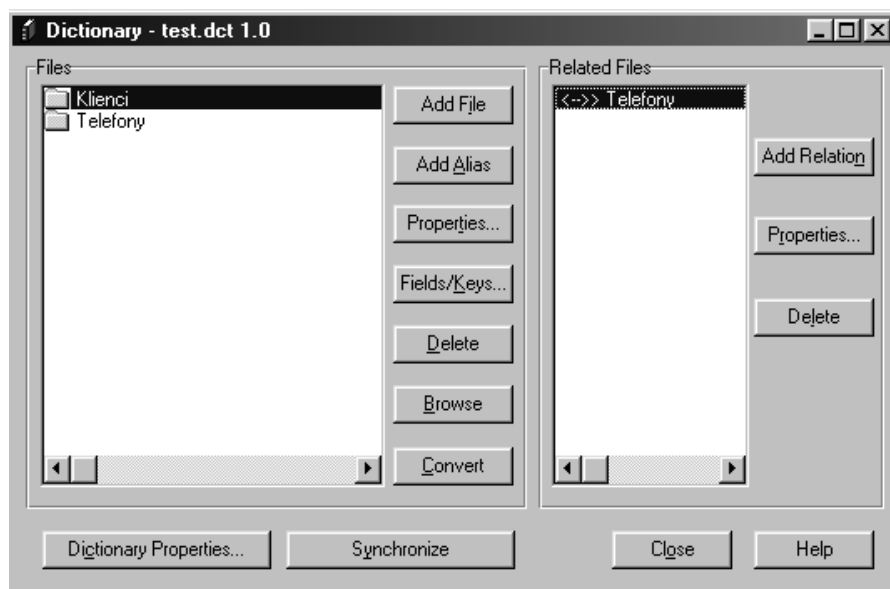 Dictionary - test.dct 1.0
Files
Klienci
Telefony
Add File
Add Alias
Properties...
Fields/Keys...
Delete
Browse
Convert
Related Files
<-->> Telefony
Add Relation
Properties...
Delete
Dictionary Properties...
Synchronize
Close
Help